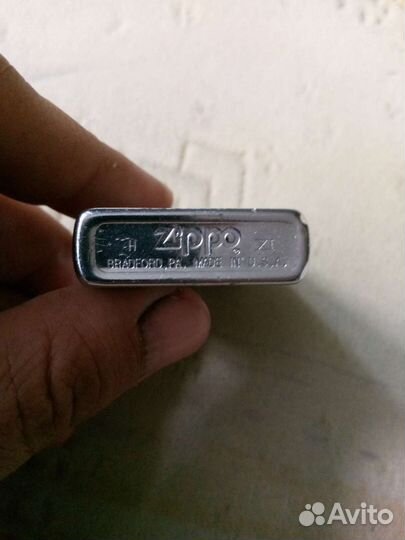 H Zippo XI
BRADFORD, PA. MADE IN U.S.A.
Avito